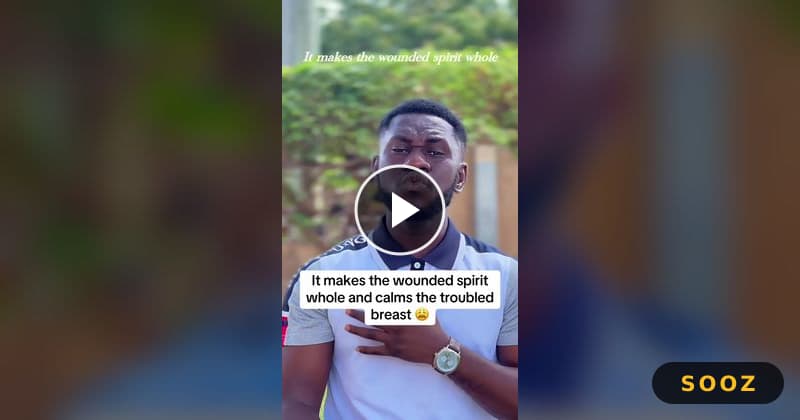 It makes the wounded spirit whole
It makes the wounded spirit
whole and calms the troubled
breast 😩
SOOZ